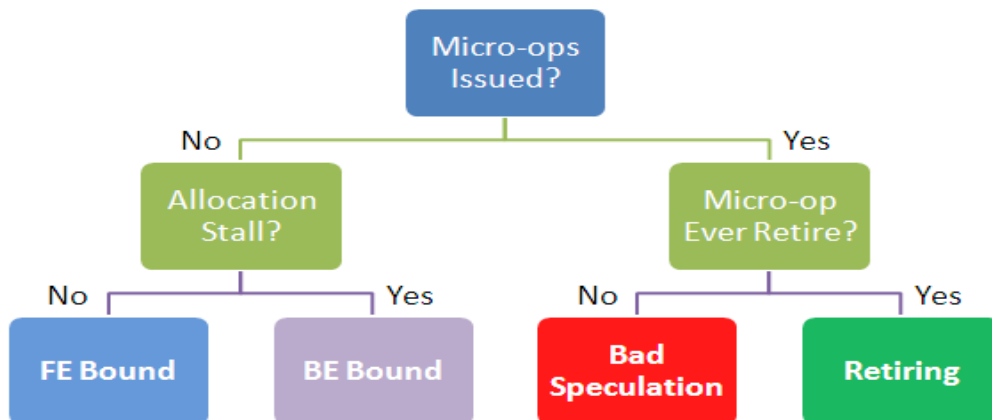 Micro-ops
Issued?
No
Yes
Allocation
Stall?
Micro-op
Ever Retire?
No
Yes
No
Yes
FE Bound
BE Bound
Bad
Speculation
Retiring